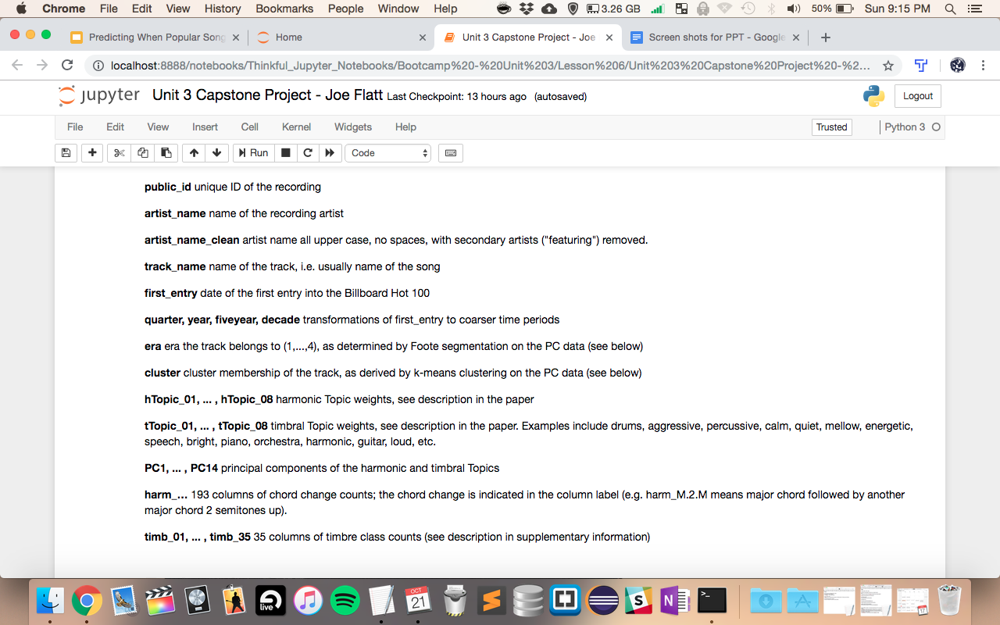 Chrome File Edit View History Bookmarks People Window Help 3.26 GB 50% Sun 9:15 PM
Predicting When Popular Song Home Unit 3 Capstone Project - Joe Screen shots for PPT - Google
localhost:8888/notebooks/Thinkful_Jupyter_Notebooks/Bootcamp%20-%20Unit%203/Lesson%206/Unit%203%20Capstone%20Project%20-%2...
jupyter Unit 3 Capstone Project - Joe Flatt Last Checkpoint: 13 hours ago (autosaved) Logout
File Edit View Insert Cell Kernel Widgets Help Trusted Python 3
Run Code
public_id unique ID of the recording
artist_name name of the recording artist
artist_name_clean artist name all upper case, no spaces, with secondary artists ("featuring") removed.
track_name name of the track, i.e. usually name of the song
first_entry date of the first entry into the Billboard Hot 100
quarter, year, fiveyear, decade transformations of first_entry to coarser time periods
era era the track belongs to (1,...,4), as determined by Foote segmentation on the PC data (see below)
cluster cluster membership of the track, as derived by k-means clustering on the PC data (see below)
hTopic_01, ... , hTopic_08 harmonic Topic weights, see description in the paper
tTopic_01, ... , tTopic_08 timbral Topic weights, see description in the paper. Examples include drums, aggressive, percussive, calm, quiet, mellow, energetic,
speech, bright, piano, orchestra, harmonic, guitar, loud, etc.
PC1, ... , PC14 principal components of the harmonic and timbral Topics
harm_... 193 columns of chord change counts; the chord change is indicated in the column label (e.g. harm_M.2.M means major chord followed by another
major chord 2 semitones up).
timb_01, ... , timb_35 35 columns of timbre class counts (see description in supplementary information)
live OCT 21 S N >_ 17